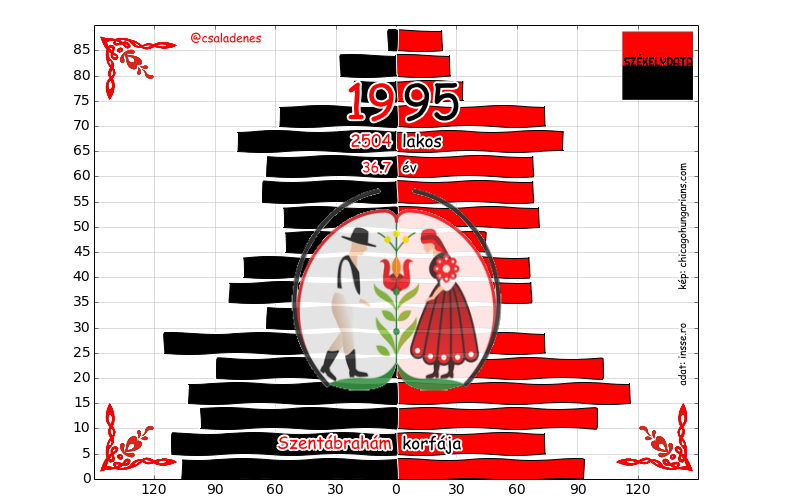 @csaladenes
SZÉKELYDATA
1995
2504 lakos
36.7 év
kép: chicagohungarians.com
adat: insse.ro
Szentábrahám korfája
85
80
75
70
65
60
55
50
45
40
35
30
25
20
15
10
5
0
120 90 60 30 0 30 60 90 120